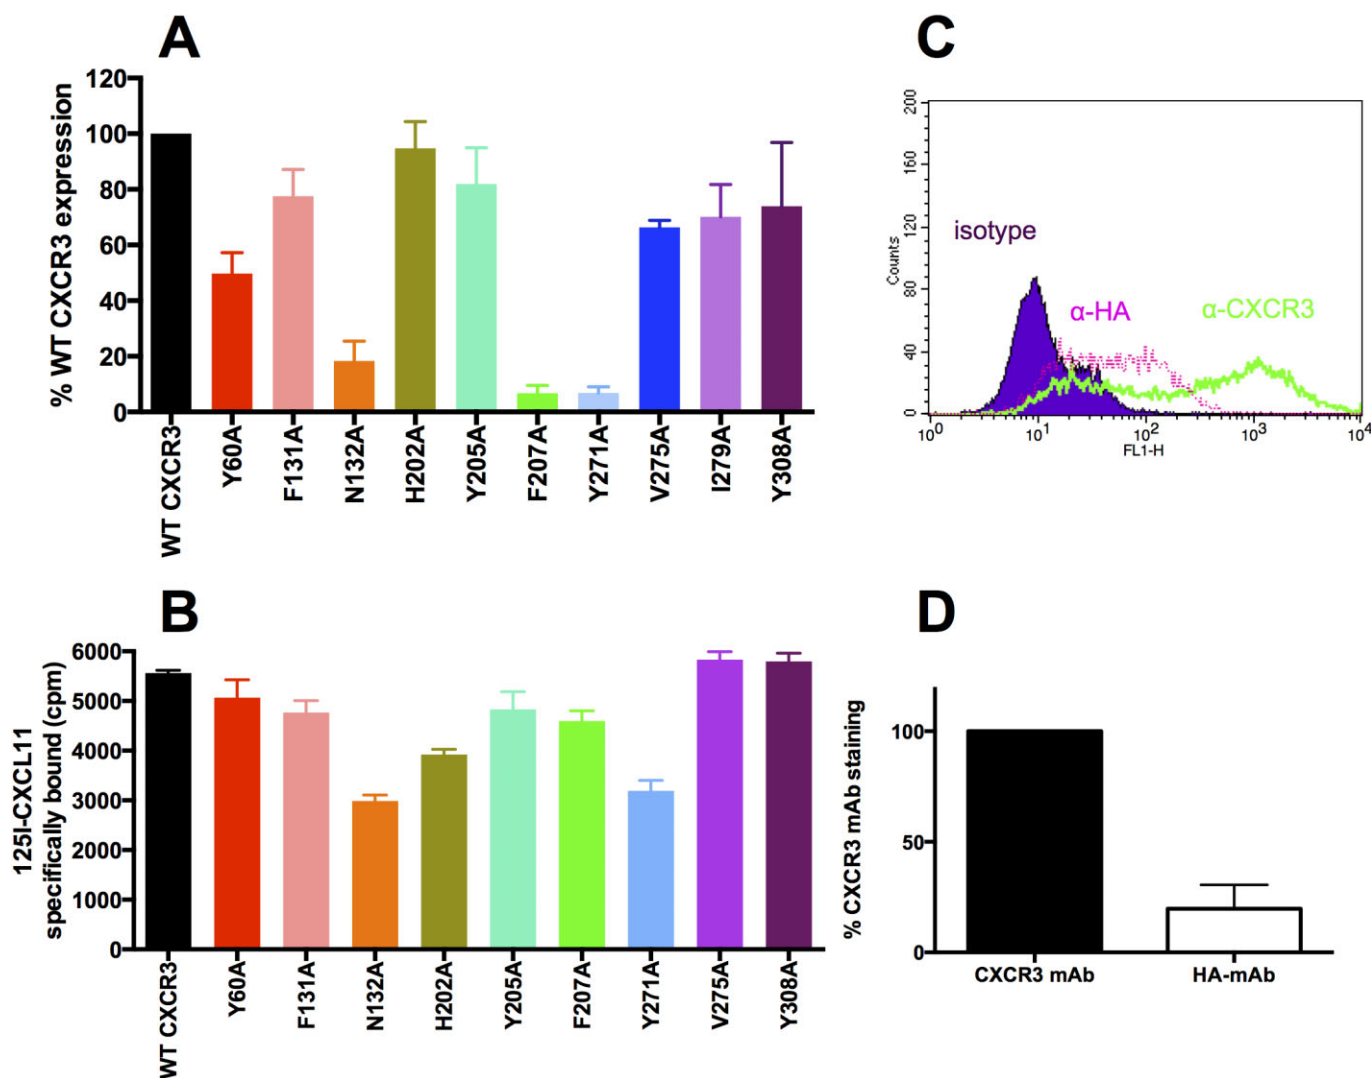 A
% WT CXCR3 expression
120
100
80
60
40
20
0
WT CXCR3
Y60A
F131A
N132A
H202A
Y205A
F207A
Y271A
V275A
I279A
Y308A
C
Counts
200
160
120
80
40
0
isotype
α-HA
α-CXCR3
10⁰
10¹
10²
10³
10⁴
FL1-H
B
125I-CXCL11
specifically bound (cpm)
6000
5000
4000
3000
2000
1000
0
WT CXCR3
Y60A
F131A
N132A
H202A
Y205A
F207A
Y271A
V275A
Y308A
D
% CXCR3 mAb staining
100
50
0
CXCR3 mAb
HA-mAb